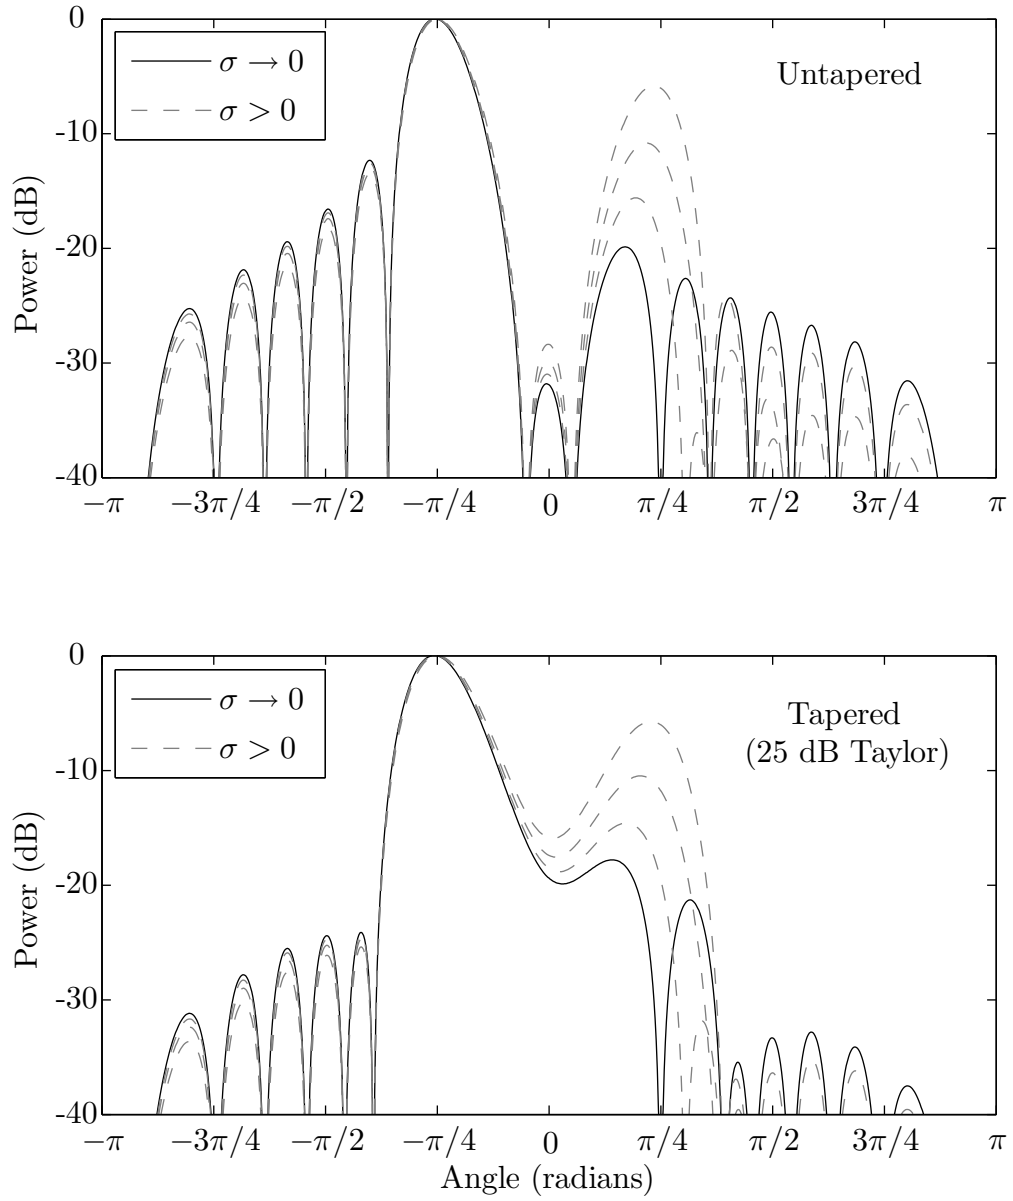 0
-10
-20
-30
-40
Power (dB)
σ → 0
σ > 0
Untapered
−π
−3π/4
−π/2
−π/4
0
π/4
π/2
3π/4
π
0
-10
-20
-30
-40
Power (dB)
σ → 0
σ > 0
Tapered
(25 dB Taylor)
−π
−3π/4
−π/2
−π/4
0
π/4
π/2
3π/4
π
Angle (radians)